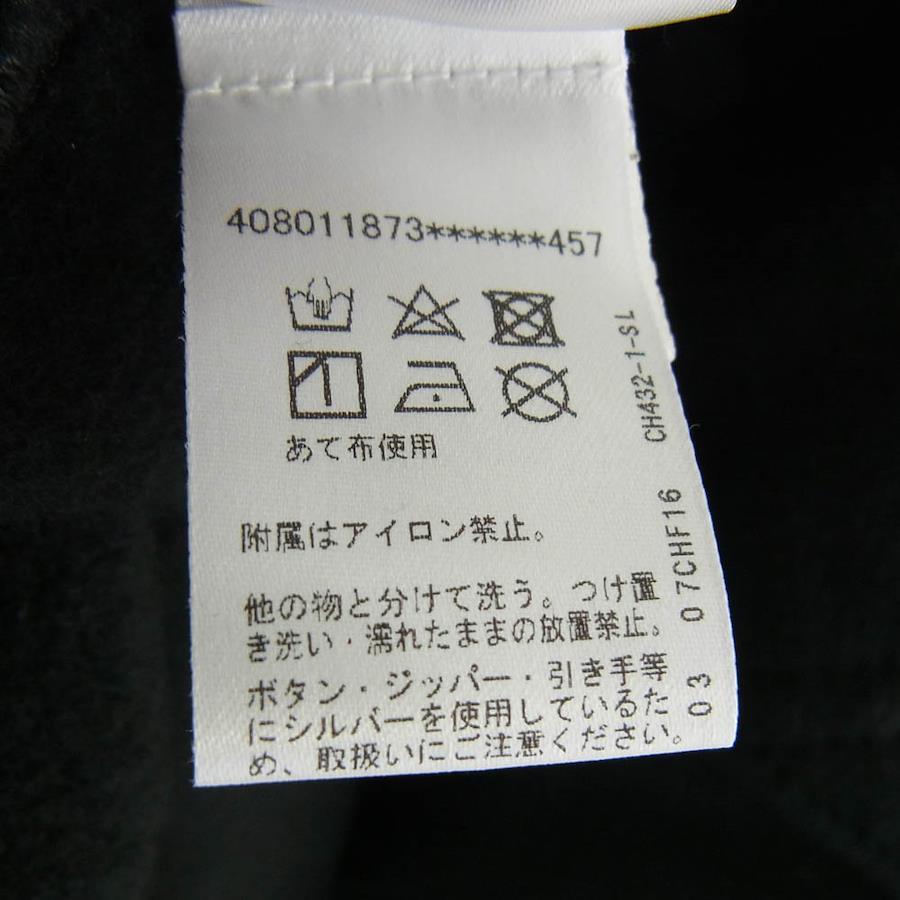 408011873******457
あて布使用
附属はアイロン禁止。
他の物と分けて洗う。つけ置
き洗い・濡れたままの放置禁止。
ボタン・ジッパー・引き手等
にシルバーを使用しているた
め、取扱いにご注意ください。
CH432-1-SL
03 07CHF16